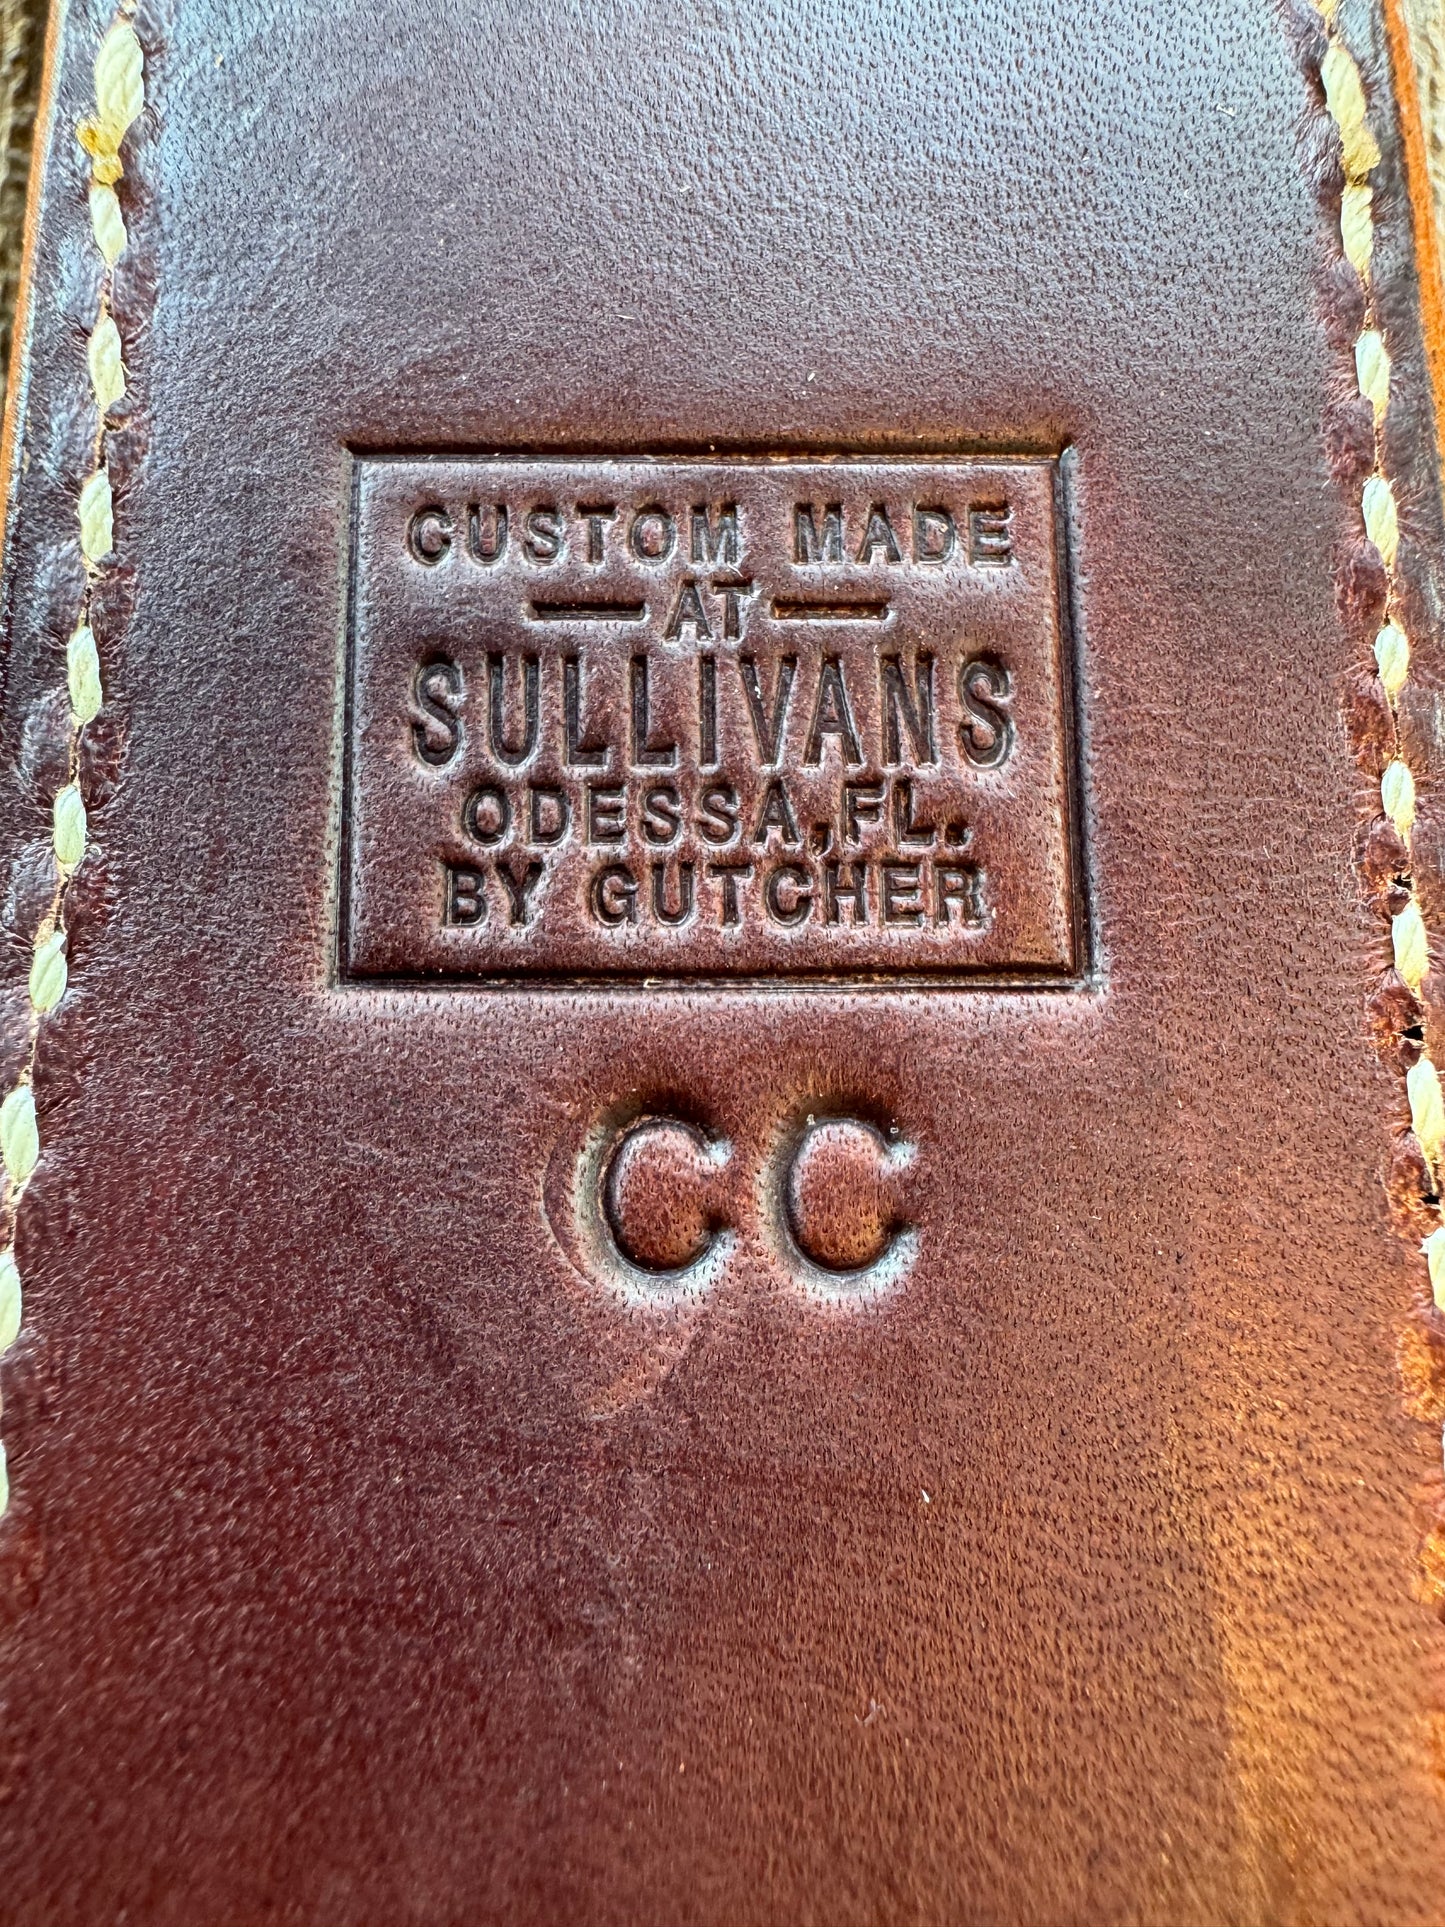 CUSTOM MADE
— AT —
SULLIVANS
ODESSA, FL.
BY GUTCHER
CC